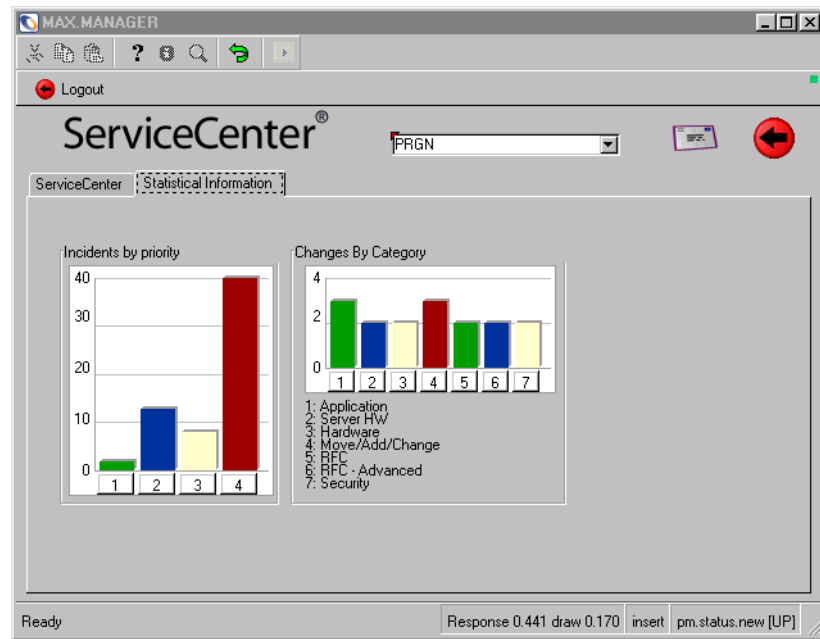 MAX.MANAGER
?
Logout
ServiceCenter®
PRGN
ServiceCenter Statistical Information
Incidents by priority
40
30
20
10
0
1 2 3 4
Changes By Category
4
2
0
1 2 3 4 5 6 7
1: Application
2: Server HW
3: Hardware
4: Move/Add/Change
5: RFC
6: RFC - Advanced
7: Security
Ready Response 0.441 draw 0.170 insert pm.status.new [UP]